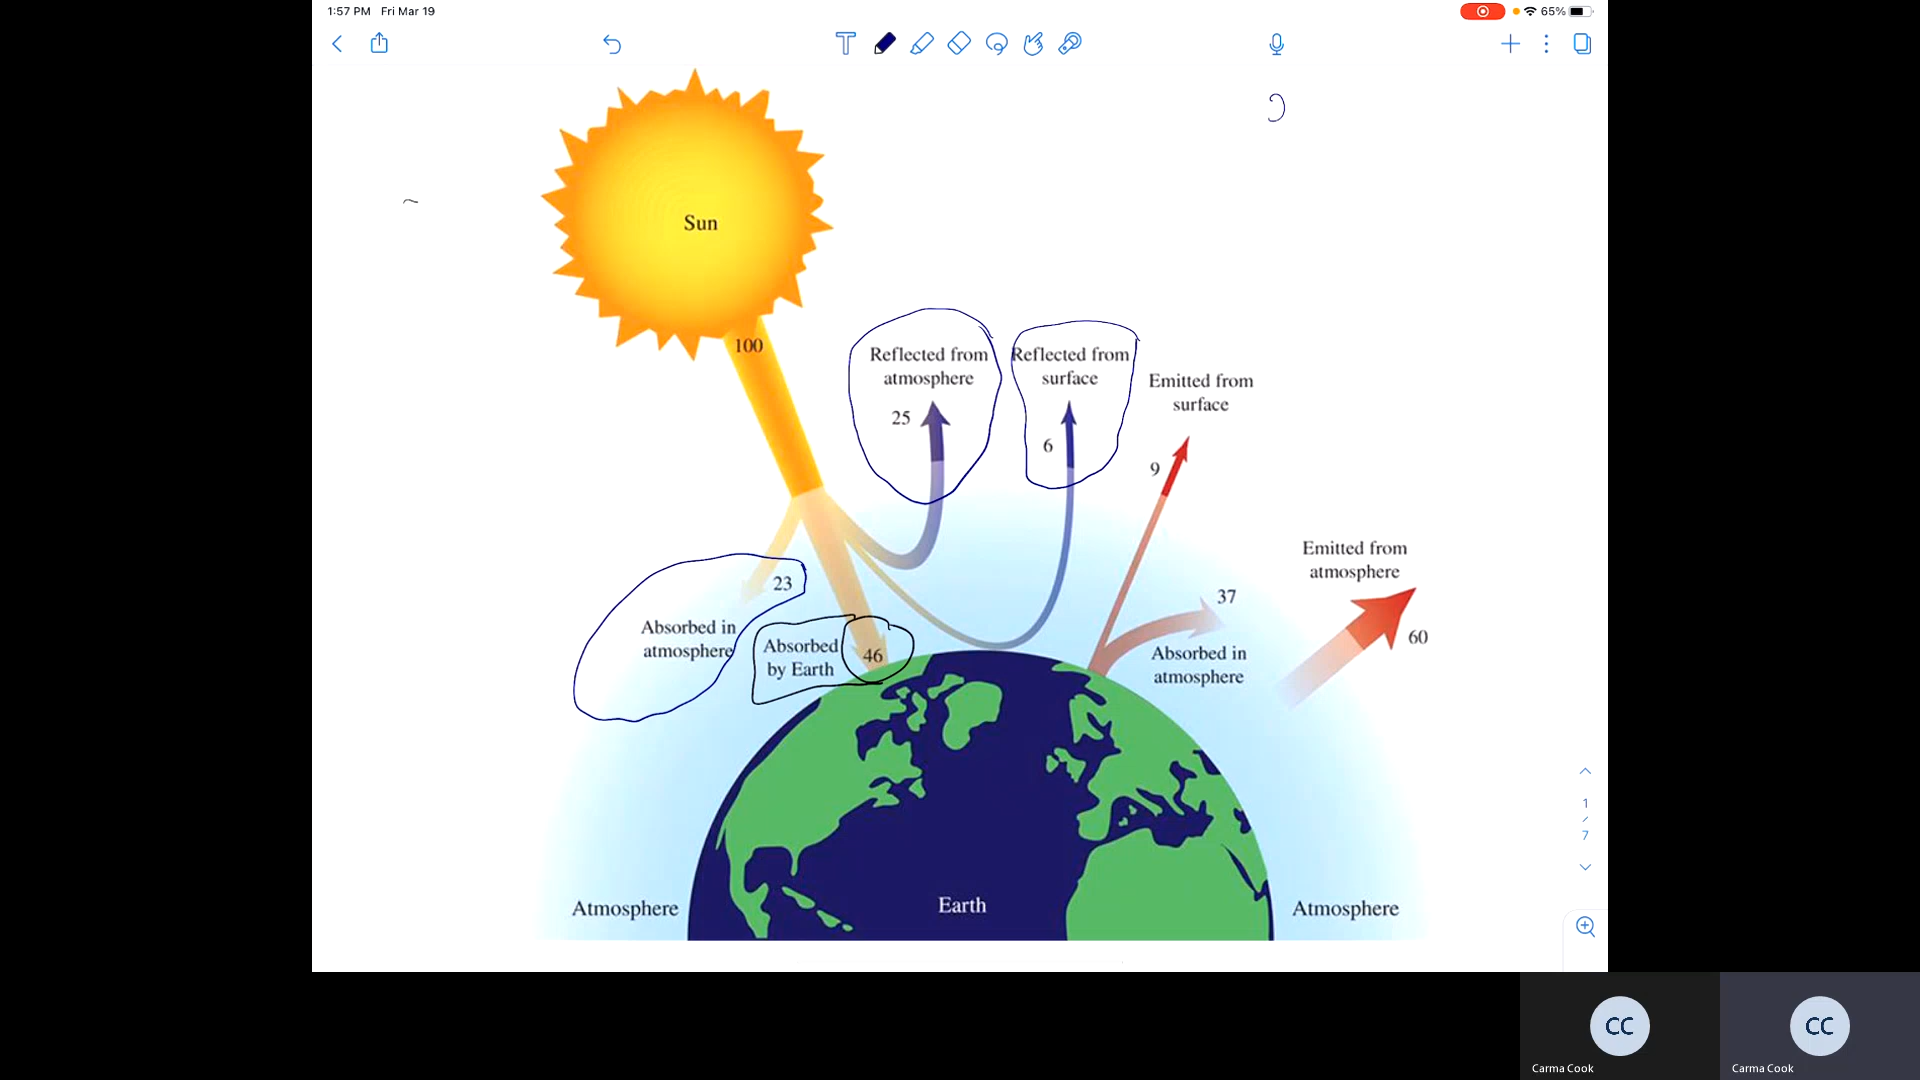 1:57 PM Fri Mar 19
65%
T
Sun
100
Reflected from
atmosphere
25
Reflected from
surface
6
Emitted from
surface
9
Emitted from
atmosphere
60
23
Absorbed in
atmosphere
Absorbed
by Earth
46
37
Absorbed in
atmosphere
1
/
7
Atmosphere
Earth
Atmosphere
CC
Carma Cook
CC
Carma Cook